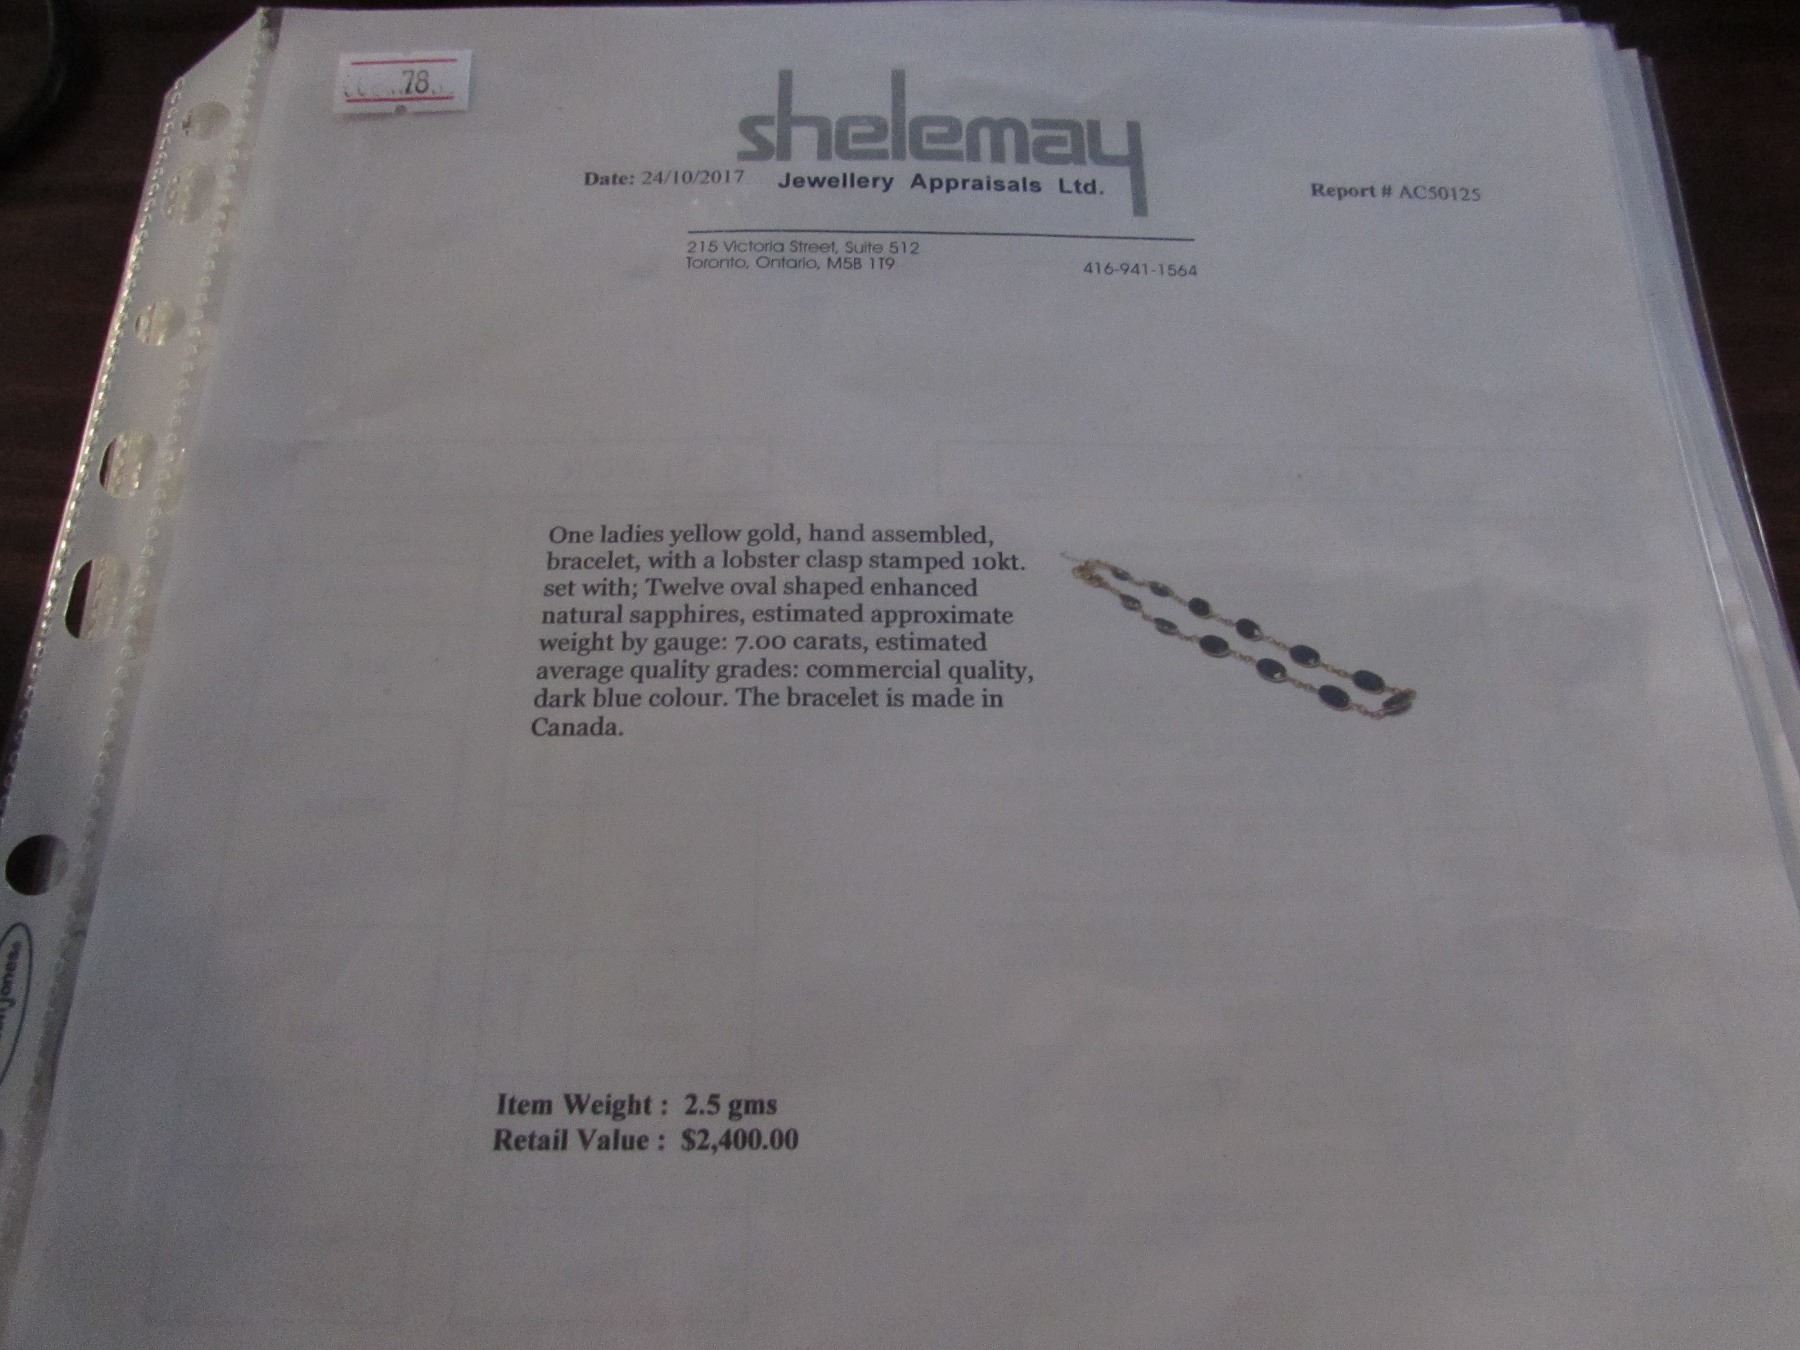 78
shelemay
Date: 24/10/2017
Jewellery Appraisals Ltd.
Report # AC50125
215 Victoria Street, Suite 512
Toronto, Ontario, M5B 1T9
416-941-1564
One ladies yellow gold, hand assembled,
bracelet, with a lobster clasp stamped 10kt.
set with; Twelve oval shaped enhanced
natural sapphires, estimated approximate
weight by gauge: 7.00 carats, estimated
average quality grades: commercial quality,
dark blue colour. The bracelet is made in
Canada.
Item Weight : 2.5 gms
Retail Value : $2,400.00
jones